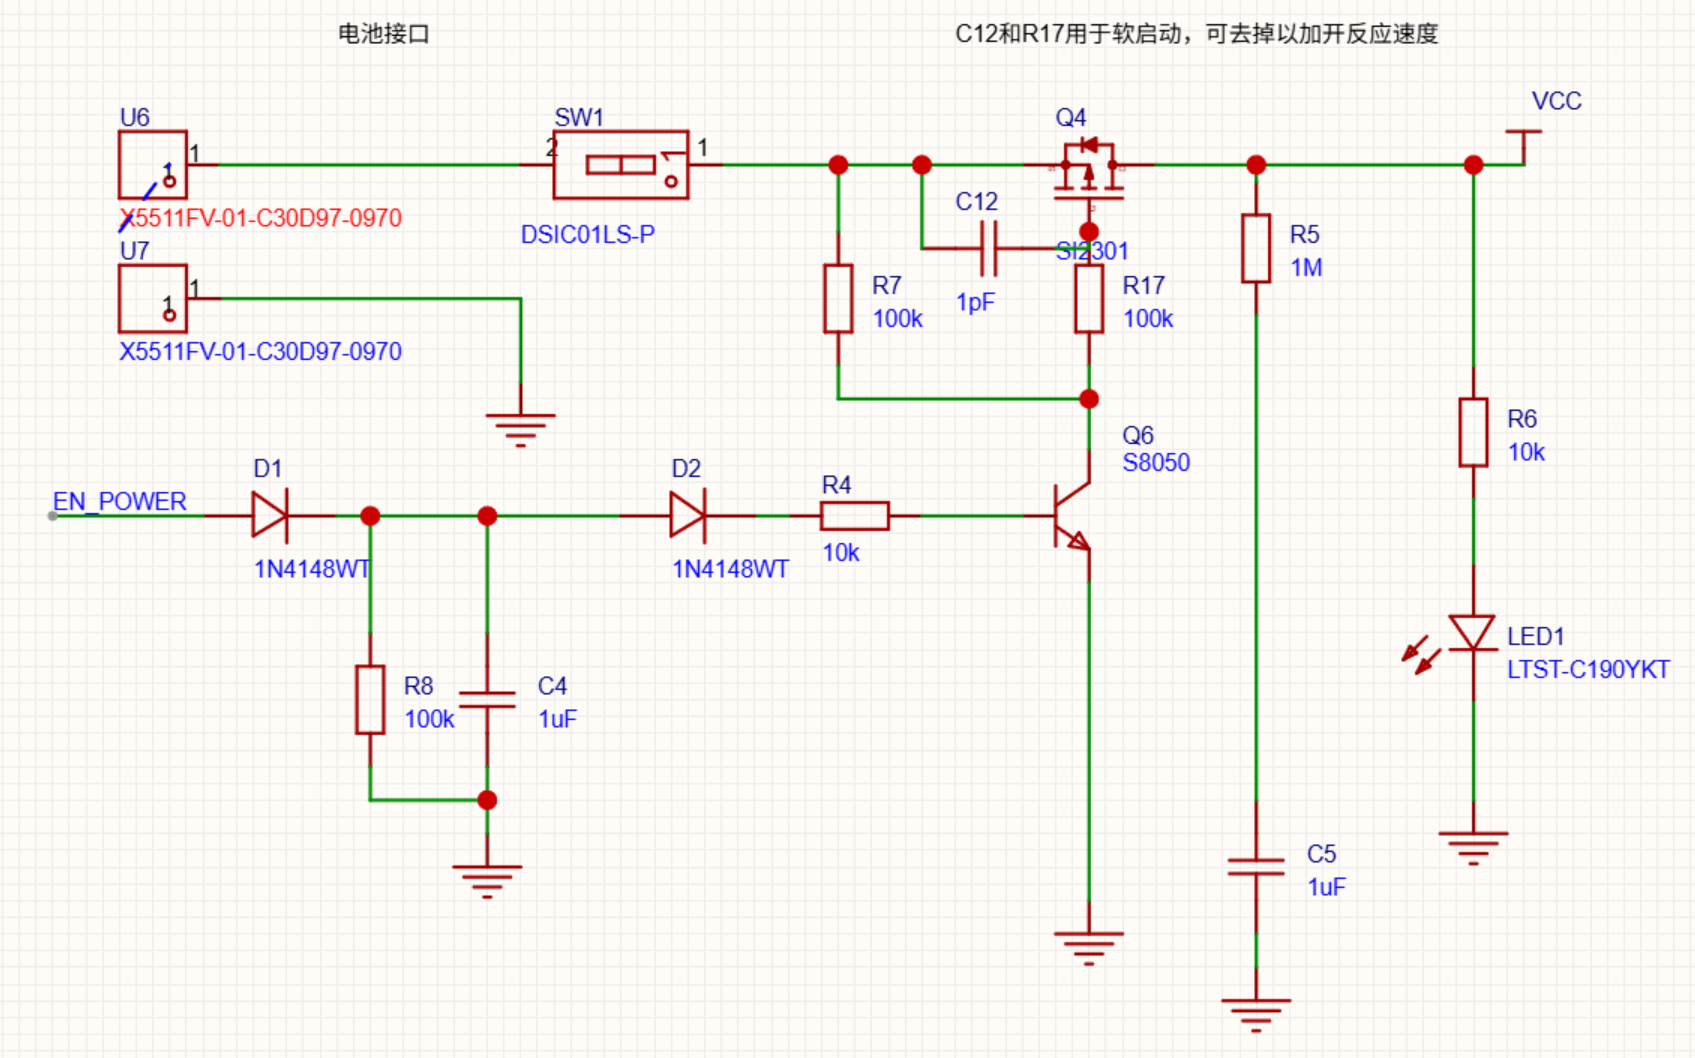 电池接口
C12和R17用于软启动，可去掉以加开反应速度
VCC
U6
1
1
X5511FV-01-C30D97-0970
SW1
2
1
DSIC01LS-P
Q4
SI2301
C12
1pF
U7
1
1
X5511FV-01-C30D97-0970
R7
100k
R17
100k
R5
1M
R6
10k
Q6
S8050
EN_POWER
D1
1N4148WT
D2
1N4148WT
R4
10k
R8
100k
C4
1uF
LED1
LTST-C190YKT
C5
1uF